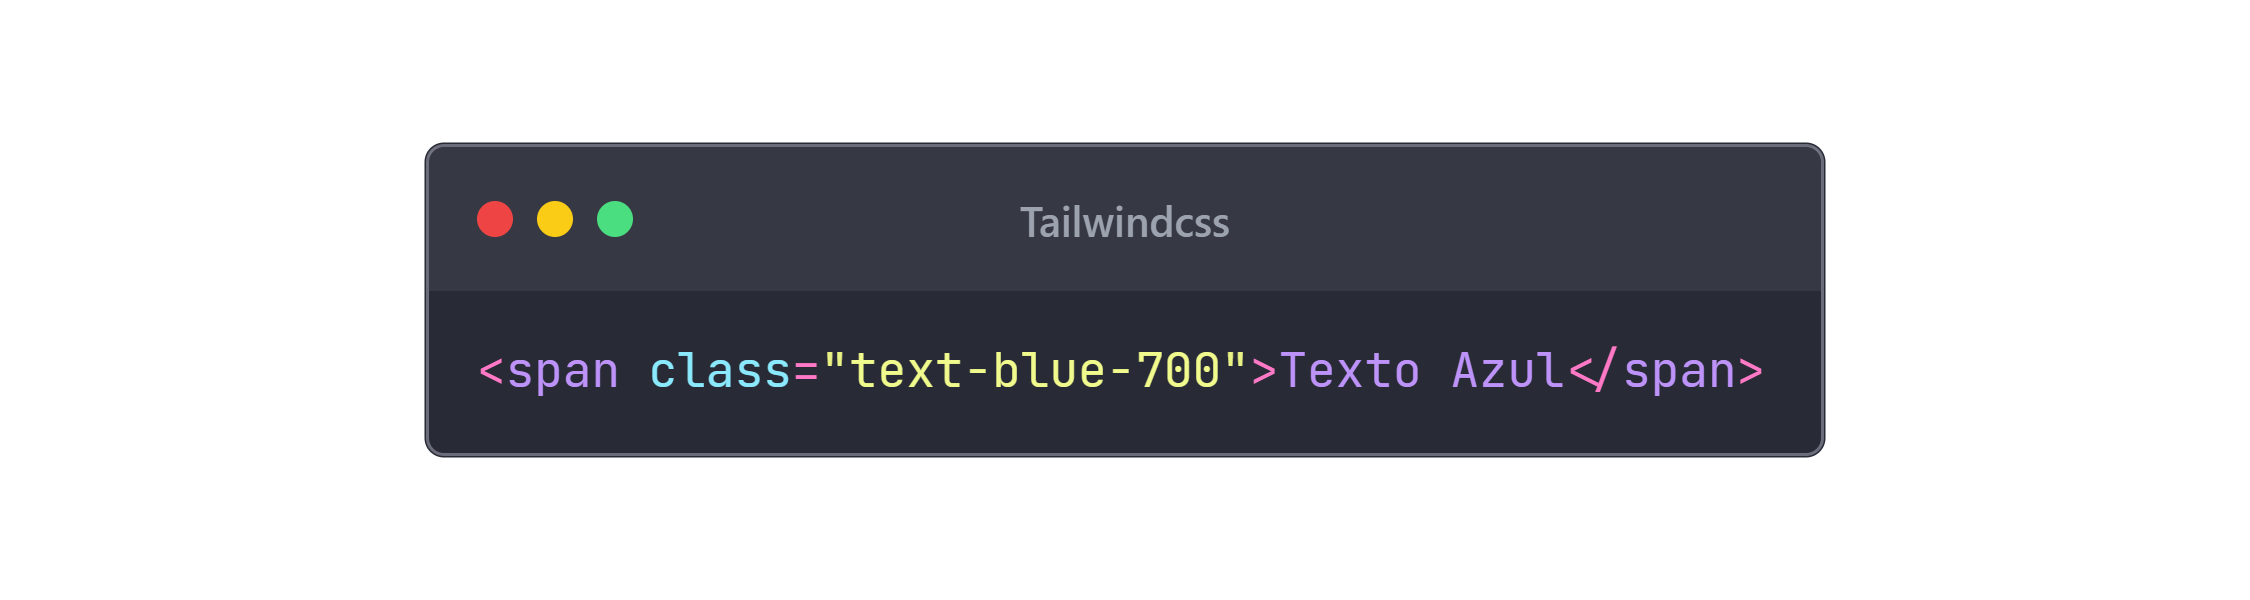 Tailwindcss
<span class="text-blue-700">Texto Azul</span>